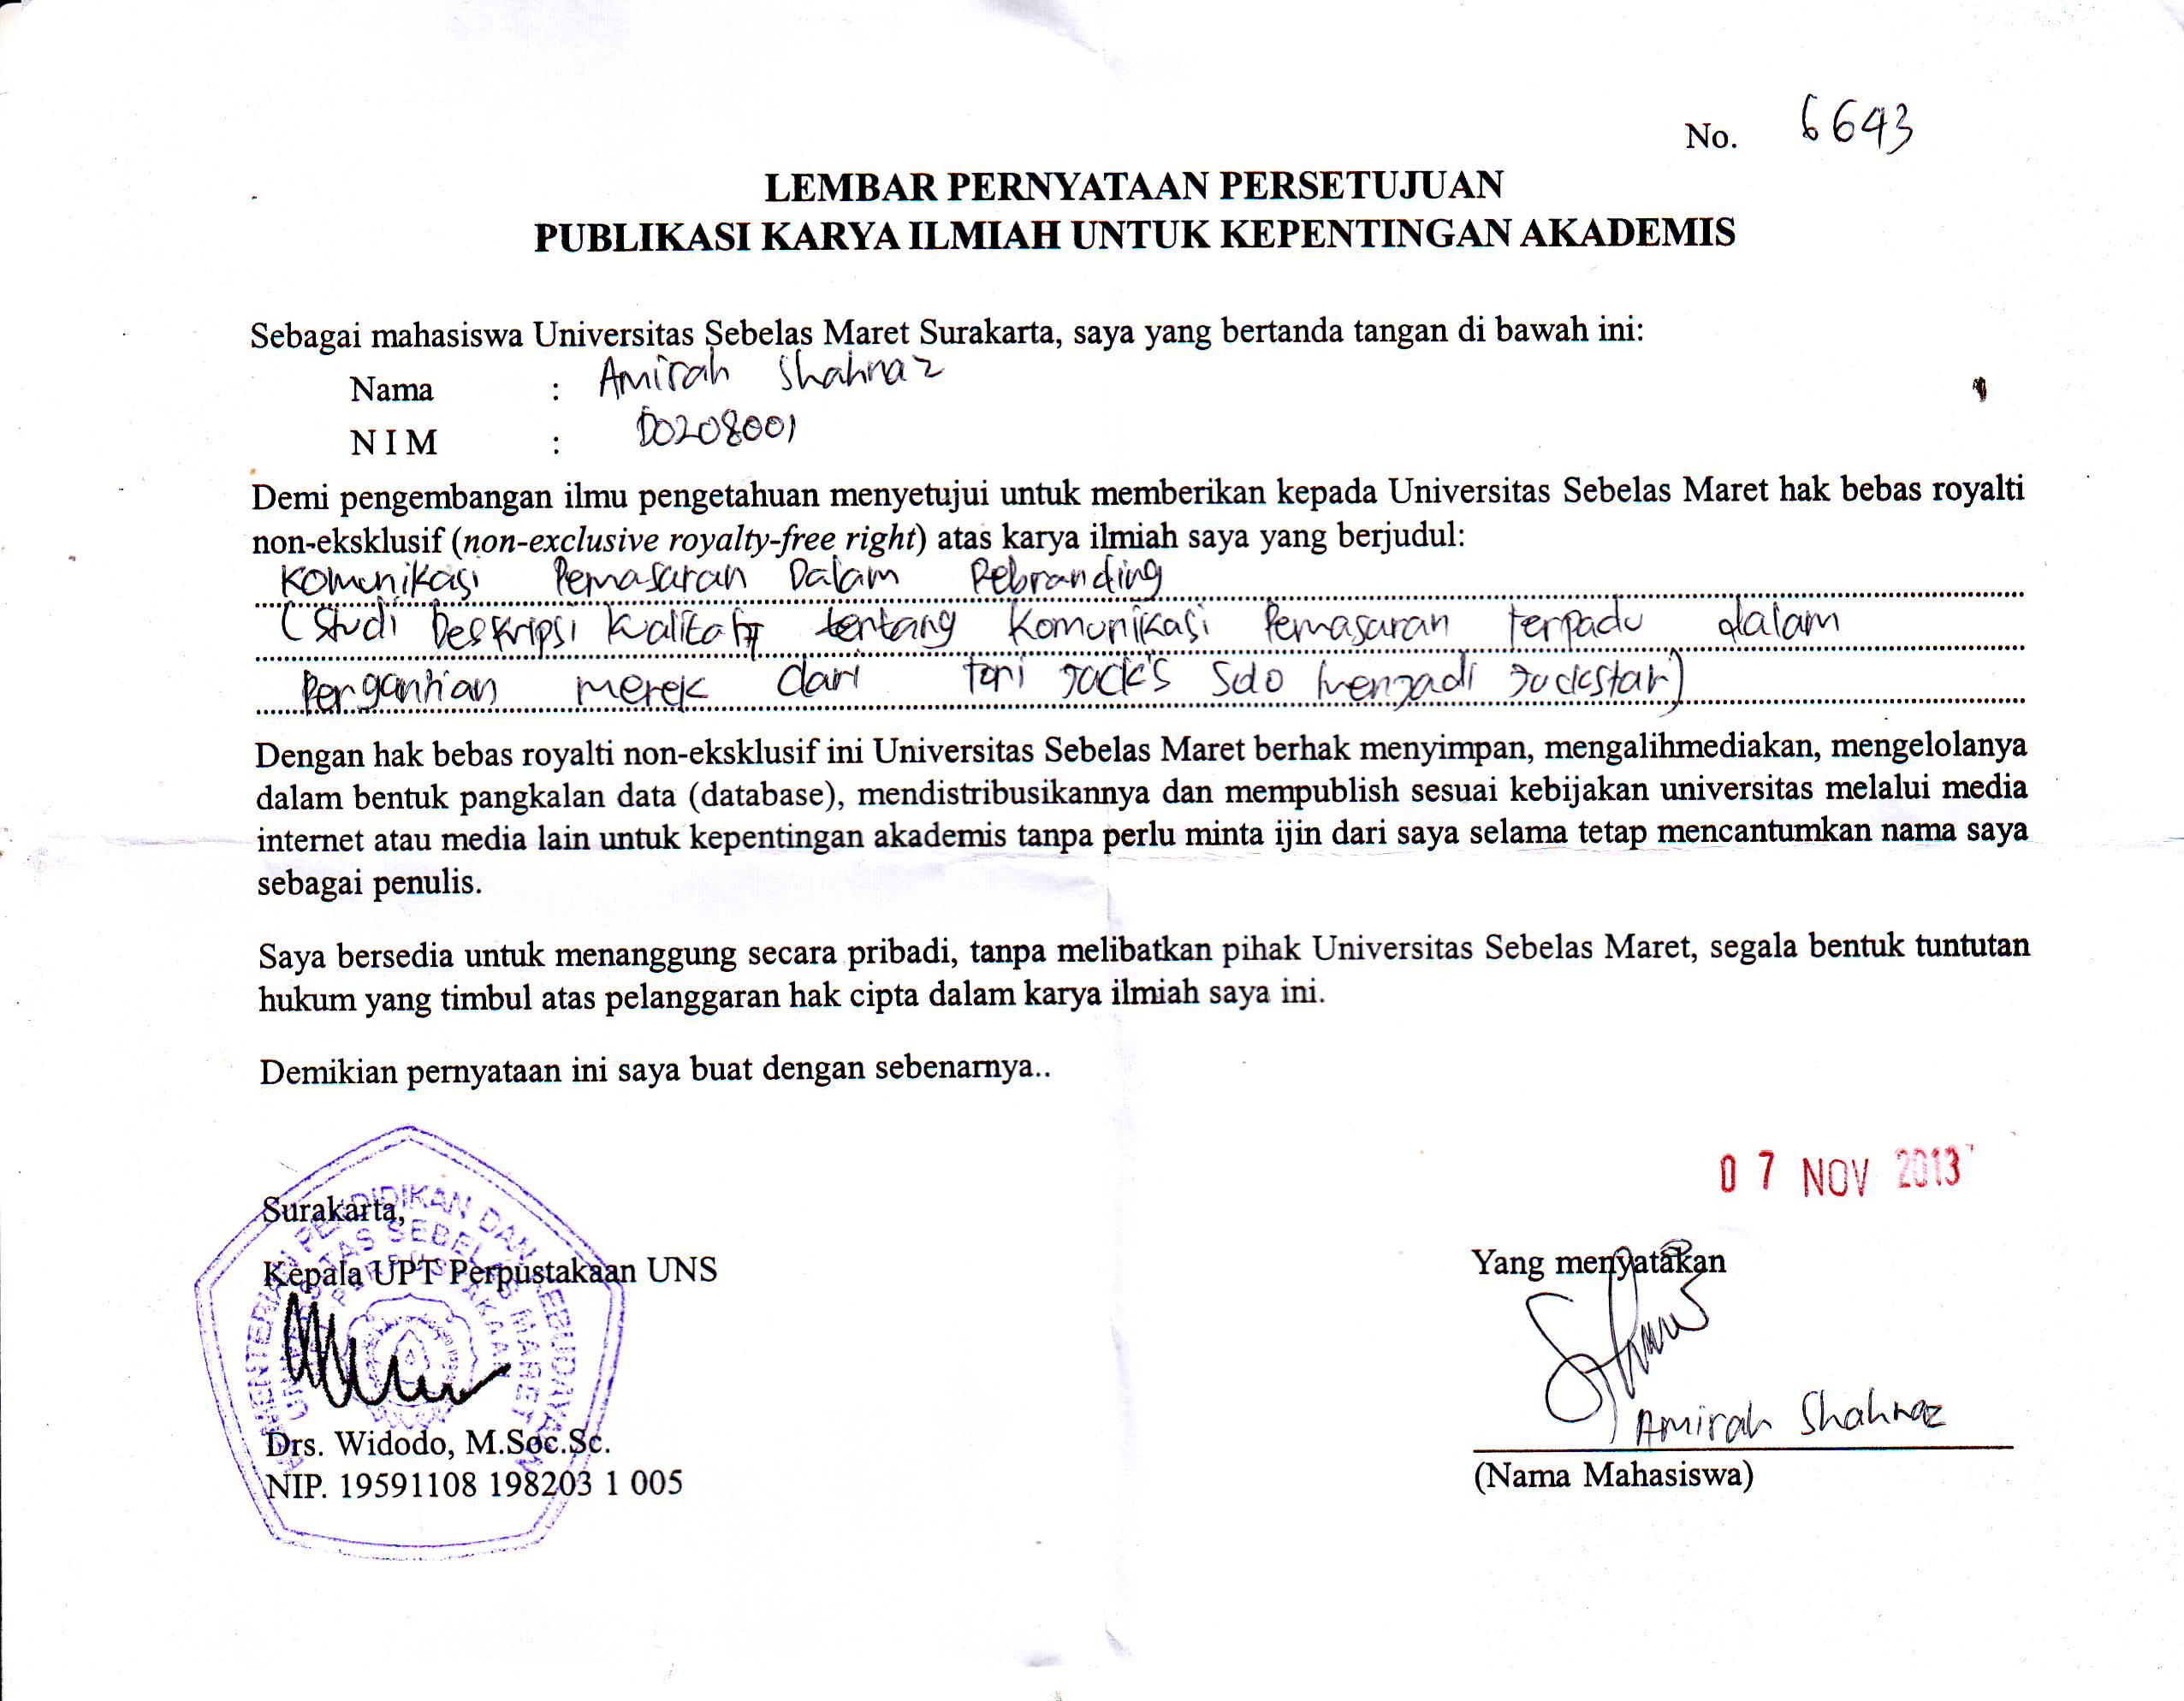 No. 6643
LEMBAR PERNYATAAN PERSETUJUAN
PUBLIKASI KARYA ILMIAH UNTUK KEPENTINGAN AKADEMIS
Sebagai mahasiswa Universitas Sebelas Maret Surakarta, saya yang bertanda tangan di bawah ini:
Nama : Amirah Shahnaz
N I M : D0208001
Demi pengembangan ilmu pengetahuan menyetujui untuk memberikan kepada Universitas Sebelas Maret hak bebas royalti
non-eksklusif (non-exclusive royalty-free right) atas karya ilmiah saya yang berjudul:
Komunikasi Pemasaran Dalam Rebranding
(Studi Deskripsi Kualitatif tentang Komunikasi Pemasaran terpadu dalam
Pergantian merek dari Toni Jack's Solo menjadi Jackstar)
Dengan hak bebas royalti non-eksklusif ini Universitas Sebelas Maret berhak menyimpan, mengalihmediakan, mengelolanya
dalam bentuk pangkalan data (database), mendistribusikannya dan mempublish sesuai kebijakan universitas melalui media
internet atau media lain untuk kepentingan akademis tanpa perlu minta ijin dari saya selama tetap mencantumkan nama saya
sebagai penulis.
Saya bersedia untuk menanggung secara pribadi, tanpa melibatkan pihak Universitas Sebelas Maret, segala bentuk tuntutan
hukum yang timbul atas pelanggaran hak cipta dalam karya ilmiah saya ini.
Demikian pernyataan ini saya buat dengan sebenarnya..
07 NOV 2013
Surakarta,
Kepala UPT Perpustakaan UNS
KEMENTERIAN PENDIDIKAN DAN KEBUDAYAAN
UNIVERSITAS SEBELAS MARET
PERPUSTAKAAN
Drs. Widodo, M.Soc.Sc.
NIP. 19591108 198203 1 005
Yang menyatakan
Amirah Shahnaz
(Nama Mahasiswa)